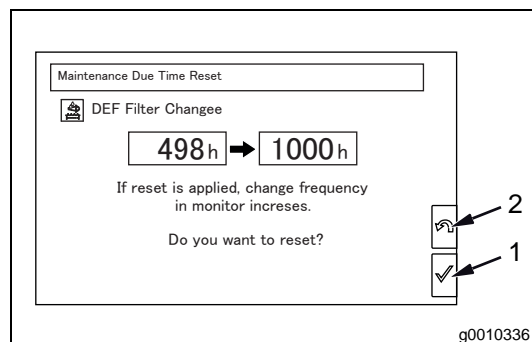 Maintenance Due Time Reset
DEF Filter Changee
498h 1000h
If reset is applied, change frequency
in monitor increses.
Do you want to reset?
2
1
g0010336